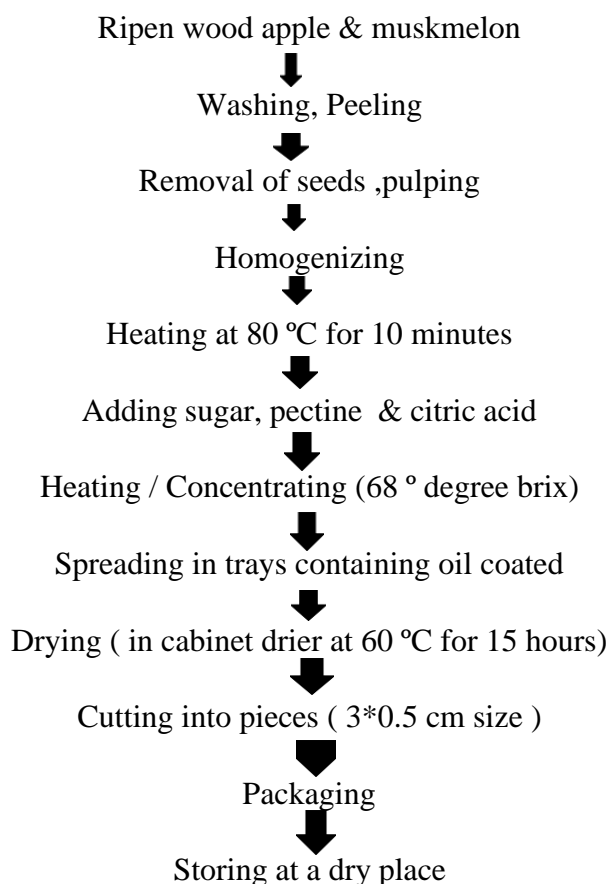 Ripen wood apple & muskmelon
Washing, Peeling
Removal of seeds ,pulping
Homogenizing
Heating at 80 ºC for 10 minutes
Adding sugar, pectine & citric acid
Heating / Concentrating (68 º degree brix)
Spreading in trays containing oil coated
Drying ( in cabinet drier at 60 ºC for 15 hours)
Cutting into pieces ( 3*0.5 cm size )
Packaging
Storing at a dry place